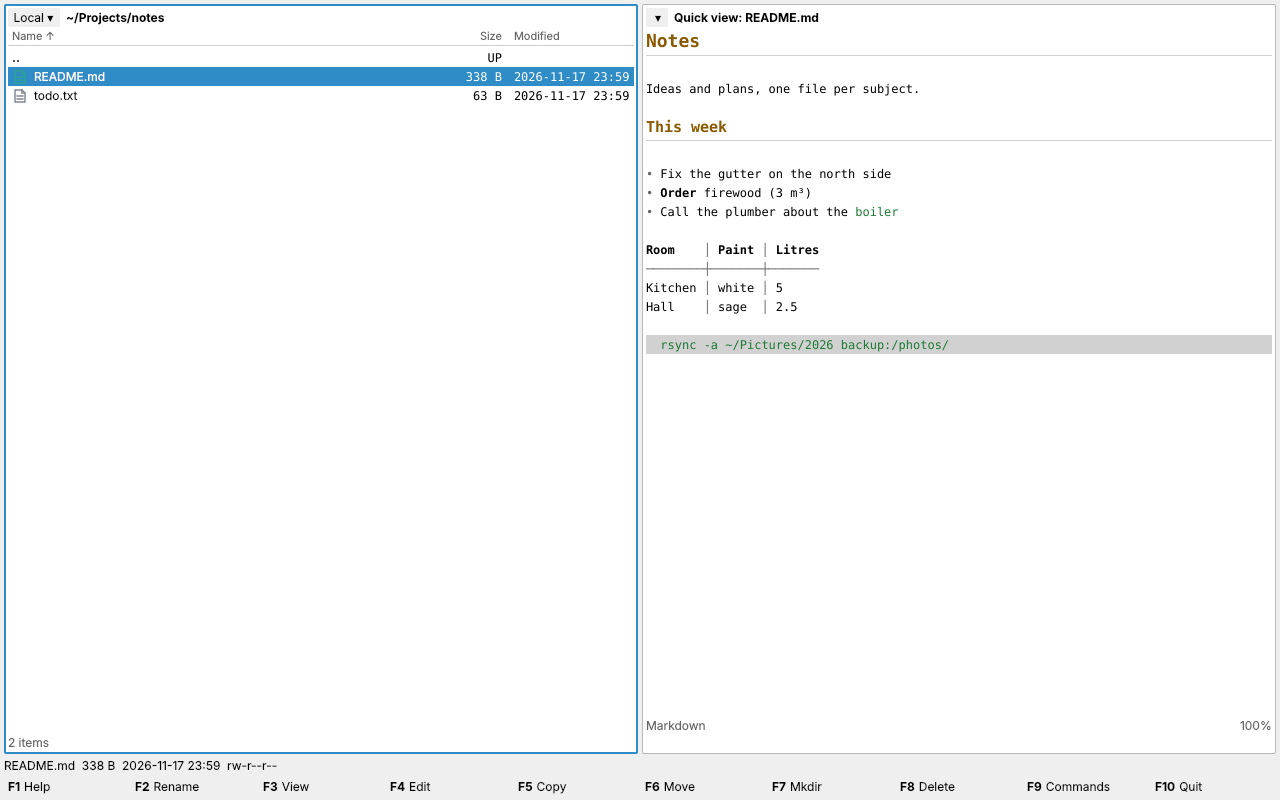 Local ▾ ~/Projects/notes
Name ↑ Size Modified
.. UP
README.md 338 B 2026-11-17 23:59
todo.txt 63 B 2026-11-17 23:59
2 items
▾ Quick view: README.md
Notes
Ideas and plans, one file per subject.
This week
• Fix the gutter on the north side
• Order firewood (3 m³)
• Call the plumber about the boiler
Room │ Paint │ Litres
Kitchen │ white │ 5
Hall │ sage │ 2.5
rsync -a ~/Pictures/2026 backup:/photos/
Markdown 100%
README.md 338 B 2026-11-17 23:59 rw-r--r--
F1 Help F2 Rename F3 View F4 Edit F5 Copy F6 Move F7 Mkdir F8 Delete F9 Commands F10 Quit